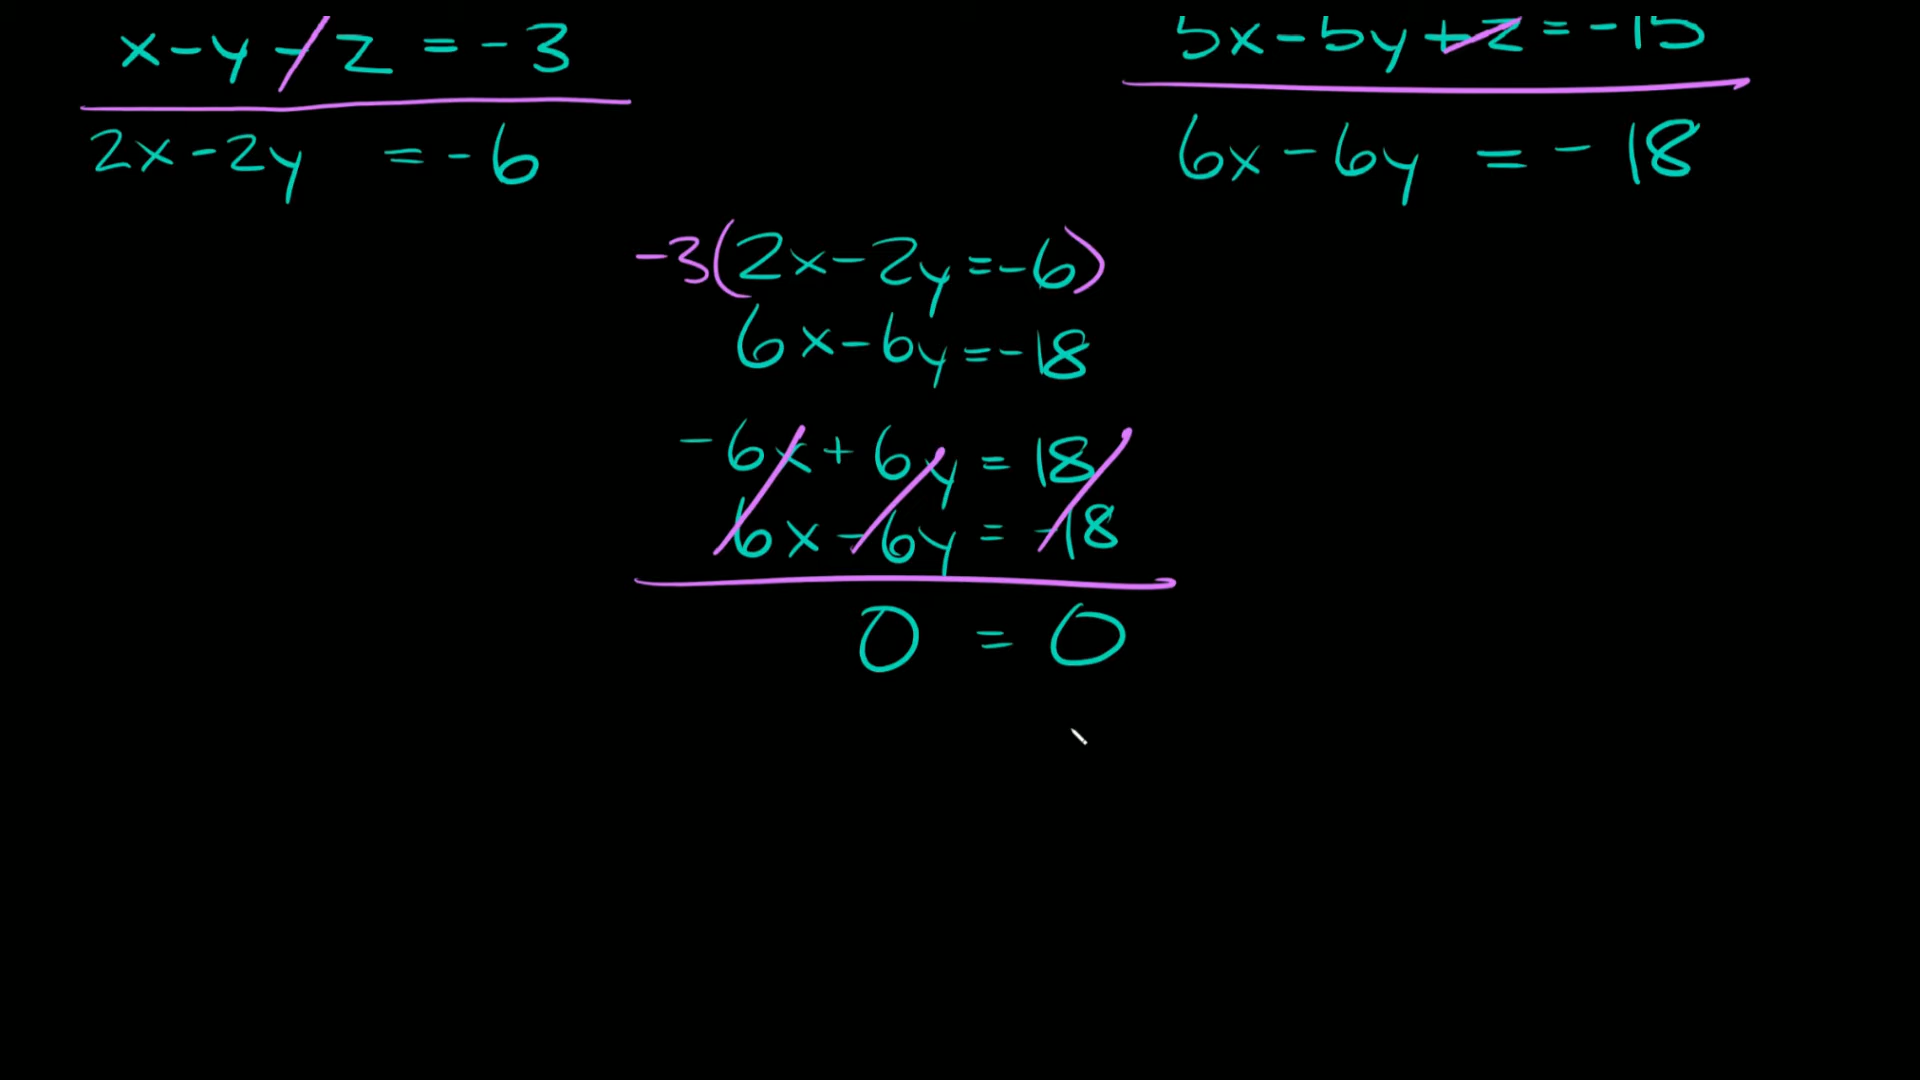 x-y-z=-3
2x-2y =-6
5x-5y+z=-15
6x-6y =-18
-3(2x-2y=-6)
6x-6y=-18
-6x+6y=18
6x-6y=-18
0=0